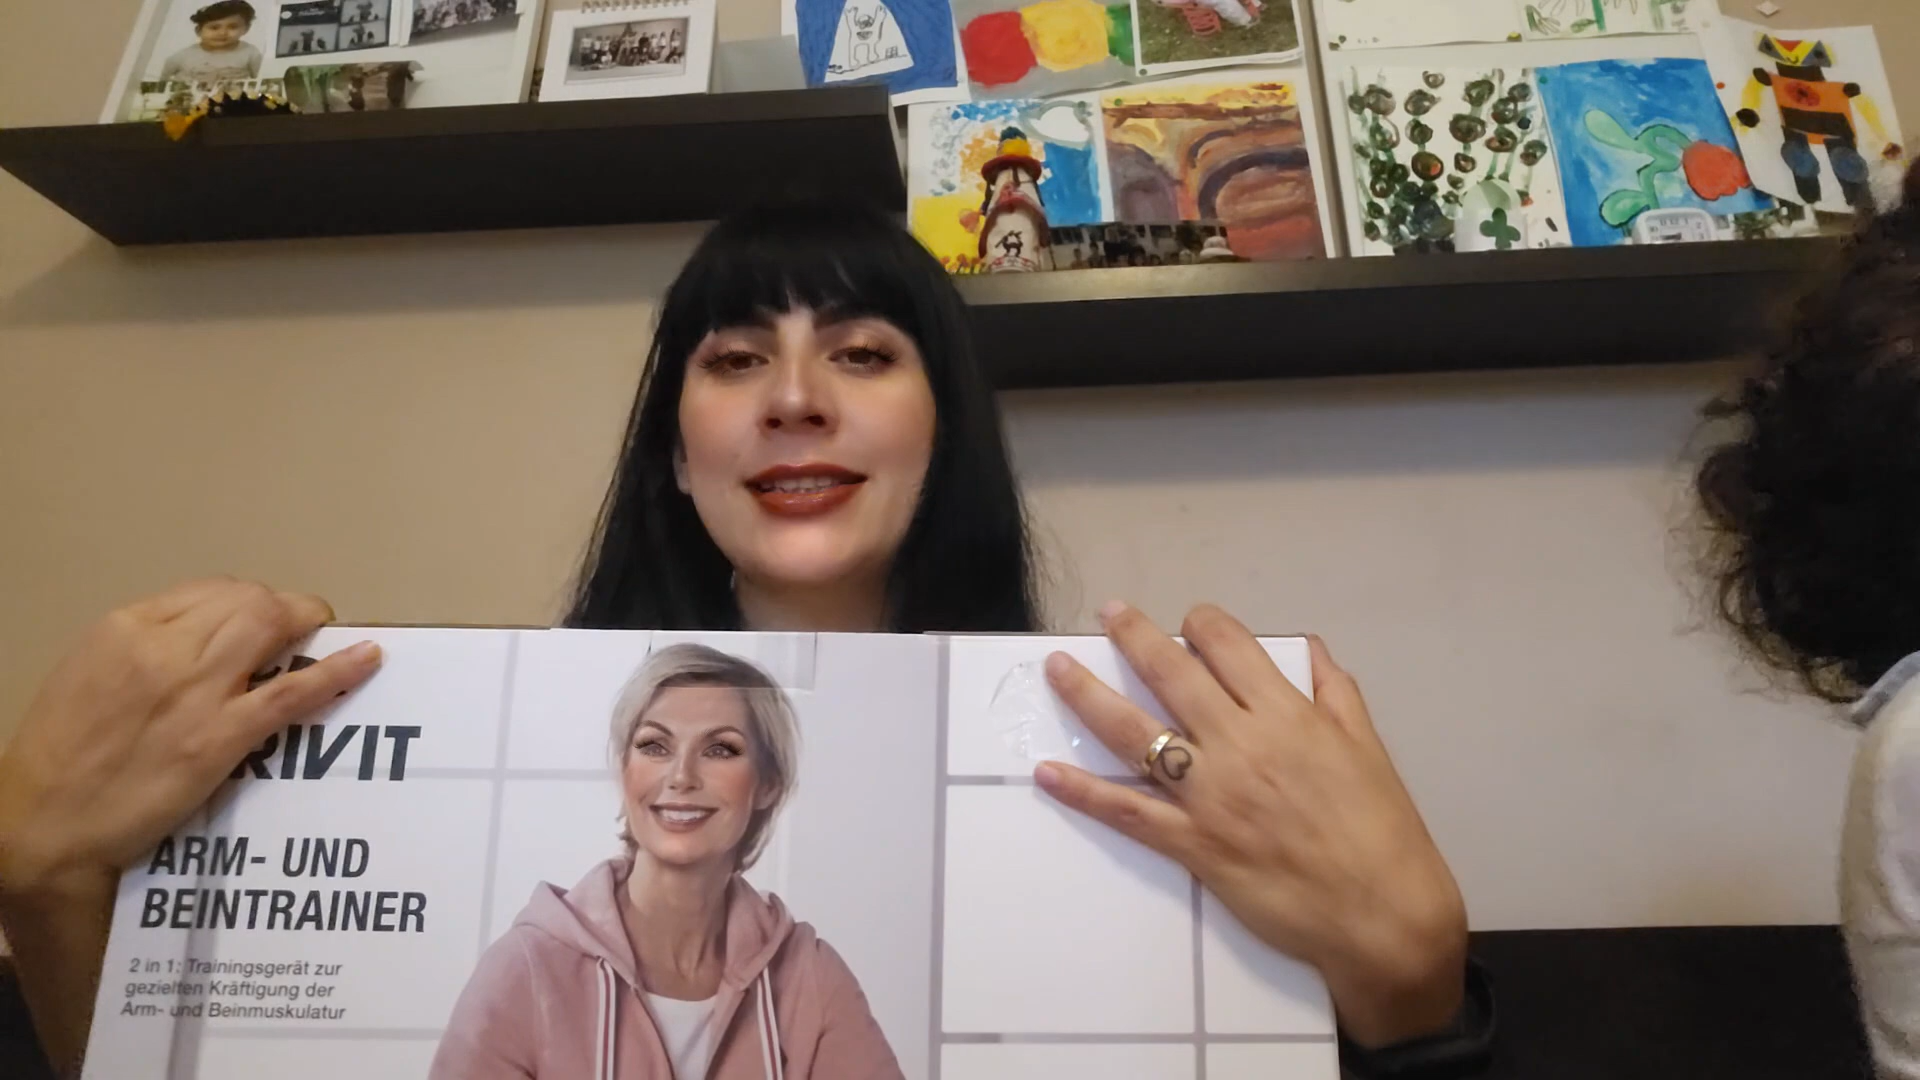 RIVIT
ARM- UND
BEINTRAINER
2 in 1: Trainingsgerät zur
gezielten Kräftigung der
Arm- und Beinmuskulatur